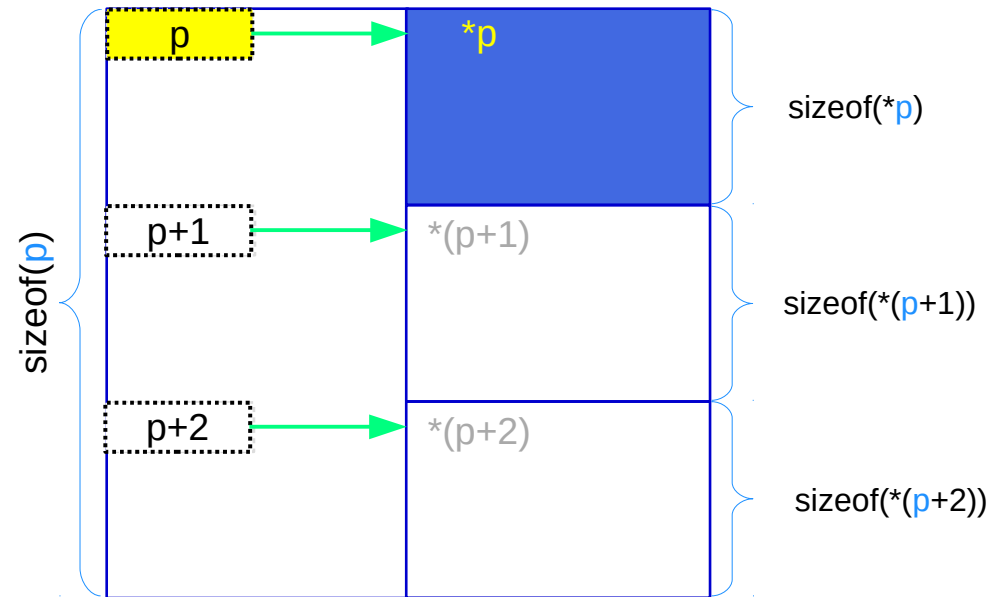 p
*p
sizeof(*p)
p+1
*(p+1)
sizeof(*(p+1))
sizeof(p)
p+2
*(p+2)
sizeof(*(p+2))